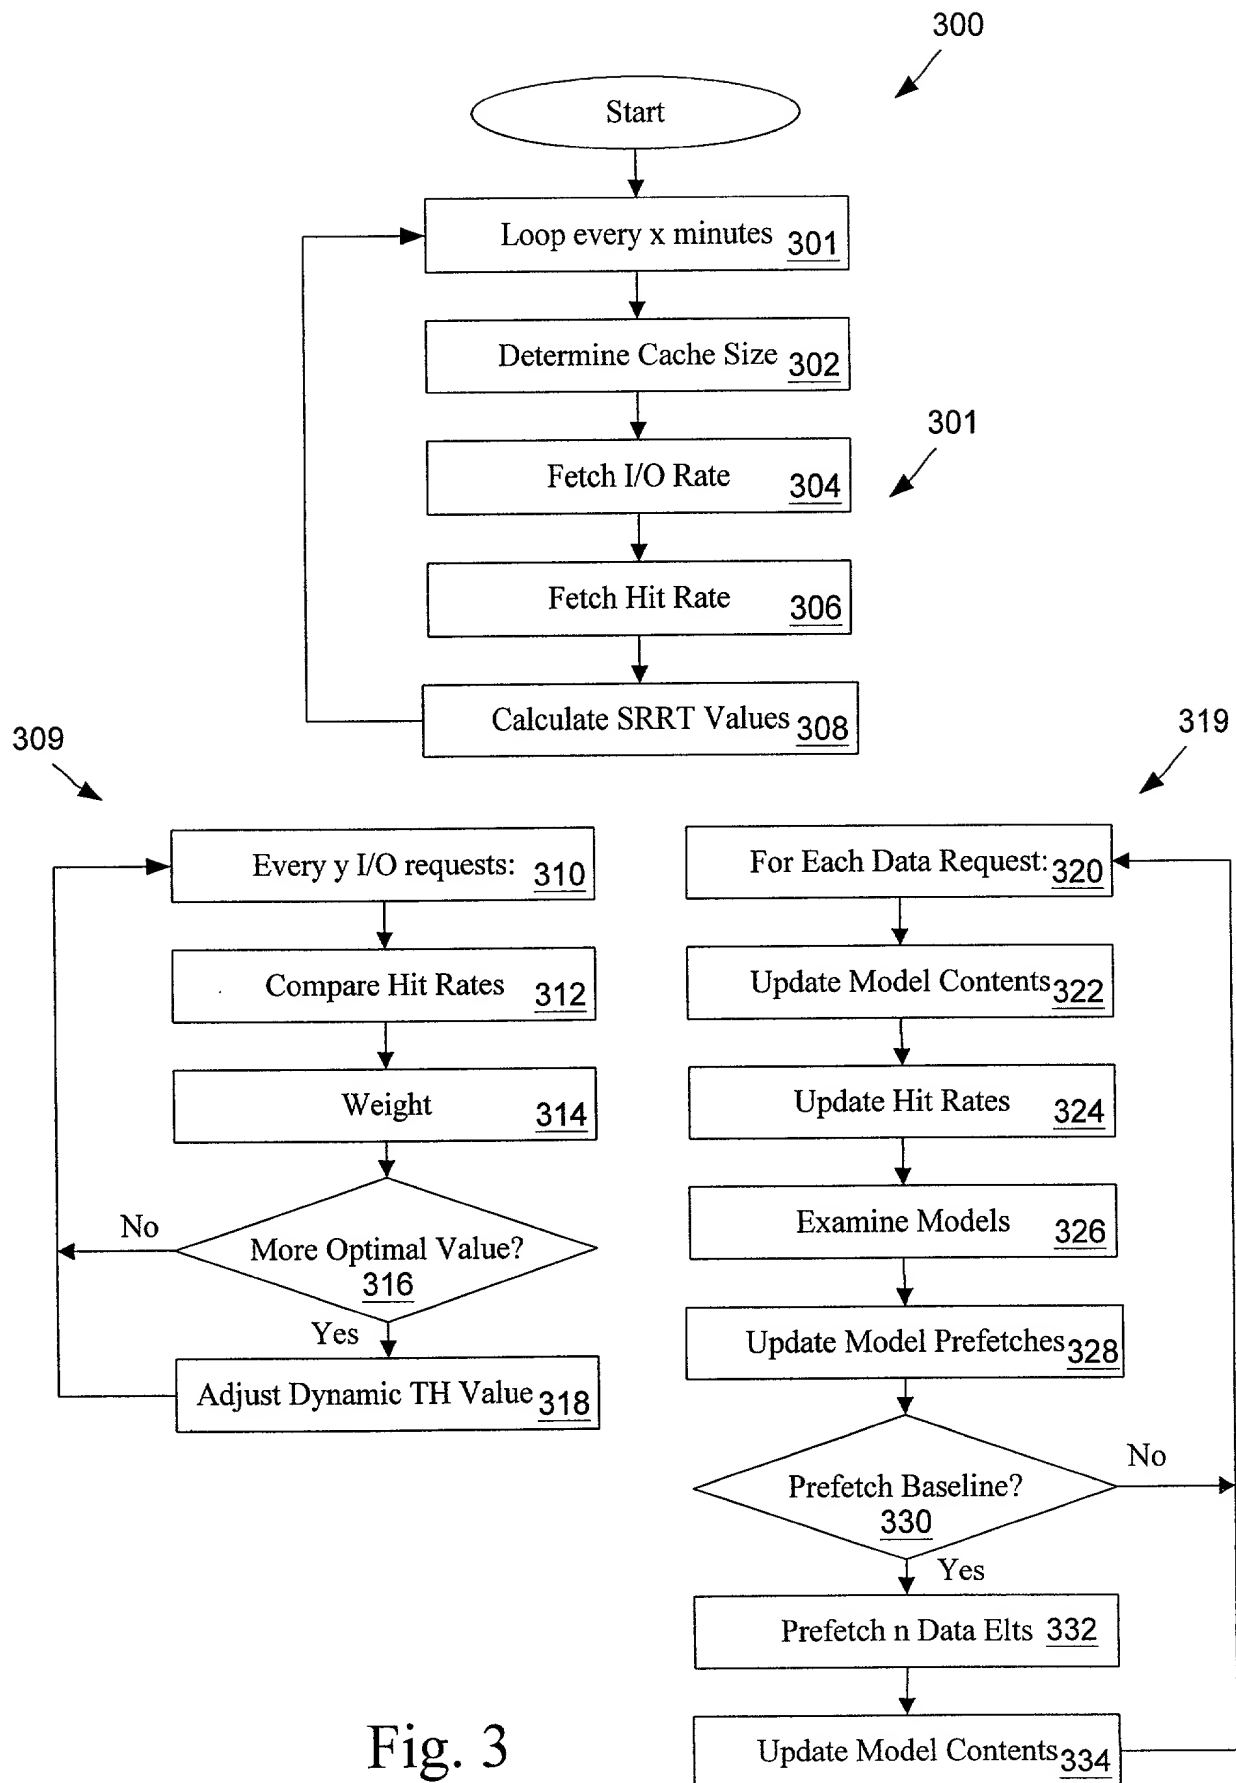 300
Start
Loop every x minutes 301
Determine Cache Size 302
301
Fetch I/O Rate 304
Fetch Hit Rate 306
Calculate SRRT Values 308
309
Every y I/O requests: 310
Compare Hit Rates 312
Weight 314
More Optimal Value? 316
No
Yes
Adjust Dynamic TH Value 318
319
For Each Data Request: 320
Update Model Contents 322
Update Hit Rates 324
Examine Models 326
Update Model Prefetches 328
Prefetch Baseline? 330
No
Yes
Prefetch n Data Elts 332
Update Model Contents 334
Fig. 3